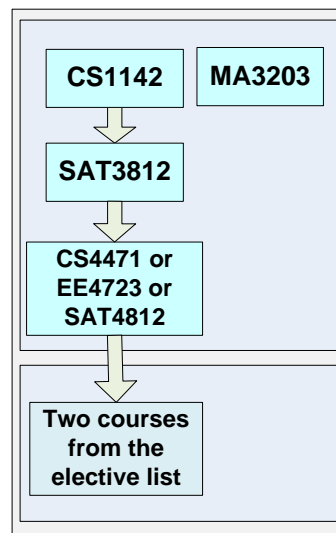 CS1142
MA3203
SAT3812
CS4471 or
EE4723 or
SAT4812
Two courses
from the
elective list